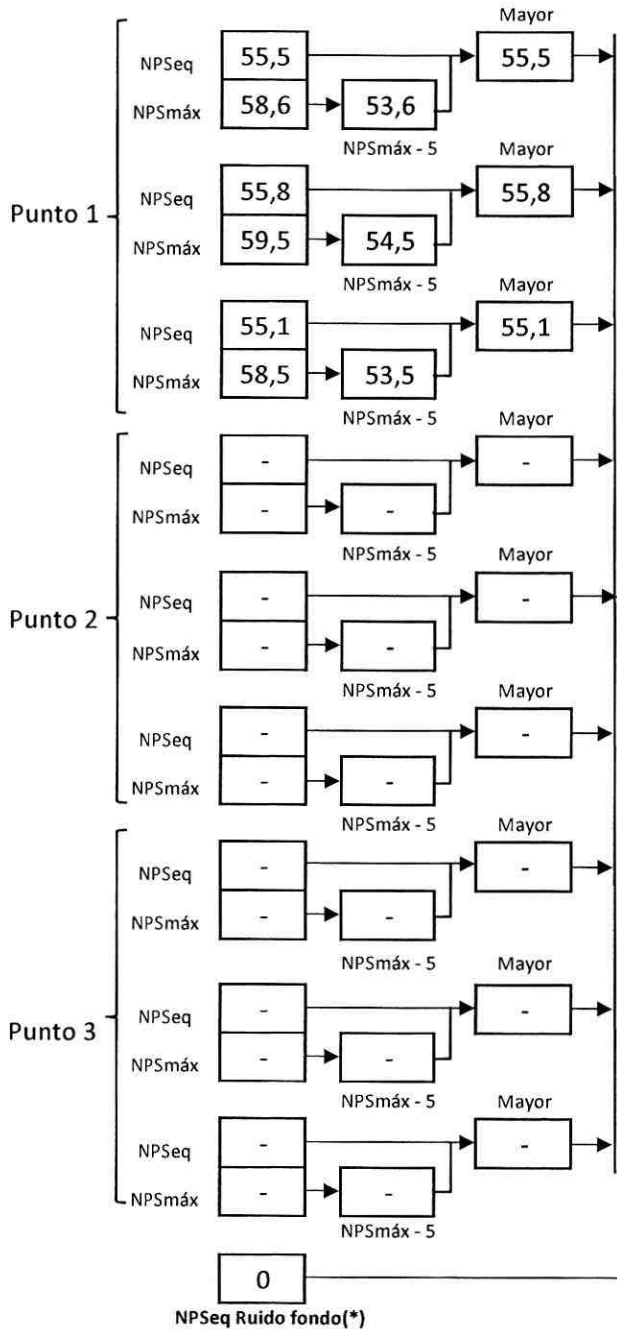 Mayor
NPSeq 55,5 55,5
NPSmáx 58,6 53,6
NPSmáx - 5
Mayor
NPSeq 55,8 55,8
Punto 1
NPSmáx 59,5 54,5
NPSmáx - 5
Mayor
NPSeq 55,1 55,1
NPSmáx 58,5 53,5
NPSmáx - 5
Mayor
NPSeq - -
NPSmáx - -
NPSmáx - 5
Mayor
NPSeq - -
Punto 2
NPSmáx - -
NPSmáx - 5
Mayor
NPSeq - -
NPSmáx - -
NPSmáx - 5
Mayor
NPSeq - -
NPSmáx - -
NPSmáx - 5
Mayor
NPSeq - -
Punto 3
NPSmáx - -
NPSmáx - 5
Mayor
NPSeq - -
NPSmáx - -
NPSmáx - 5
0
NPSeq Ruido fondo(*)